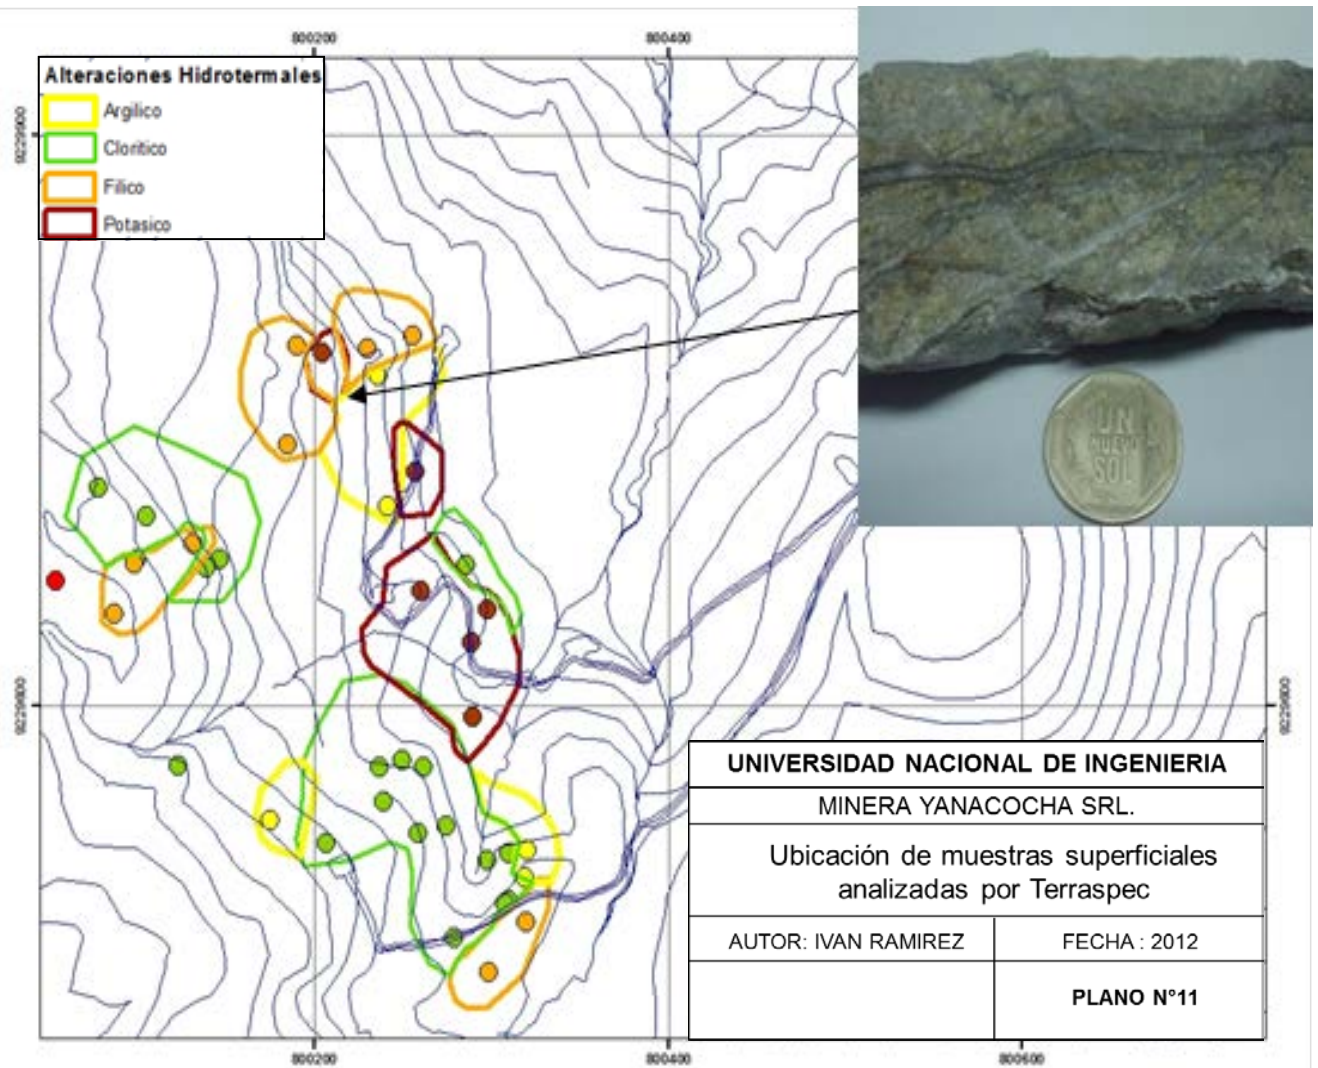 800200
800400
Alteraciones Hidrotermales
Argilico
Cloritico
Filico
Potasico
UN
NUEVO
SOL
UNIVERSIDAD NACIONAL DE INGENIERIA
MINERA YANACOCHA SRL.
Ubicación de muestras superficiales
analizadas por Terraspec
AUTOR: IVAN RAMIREZ
FECHA : 2012
PLANO N°11
800200
800400
800600